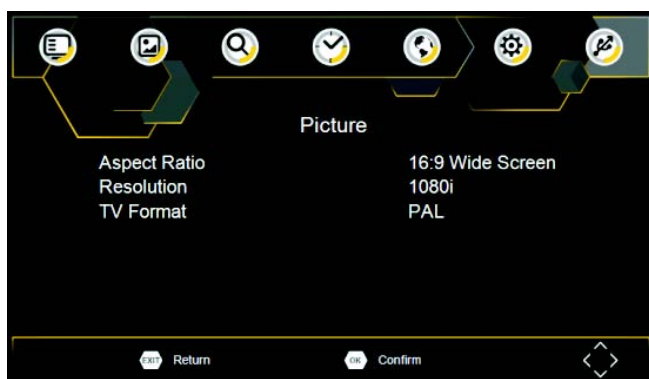 Picture
Aspect Ratio 16:9 Wide Screen
Resolution 1080i
TV Format PAL
EXIT Return OK Confirm